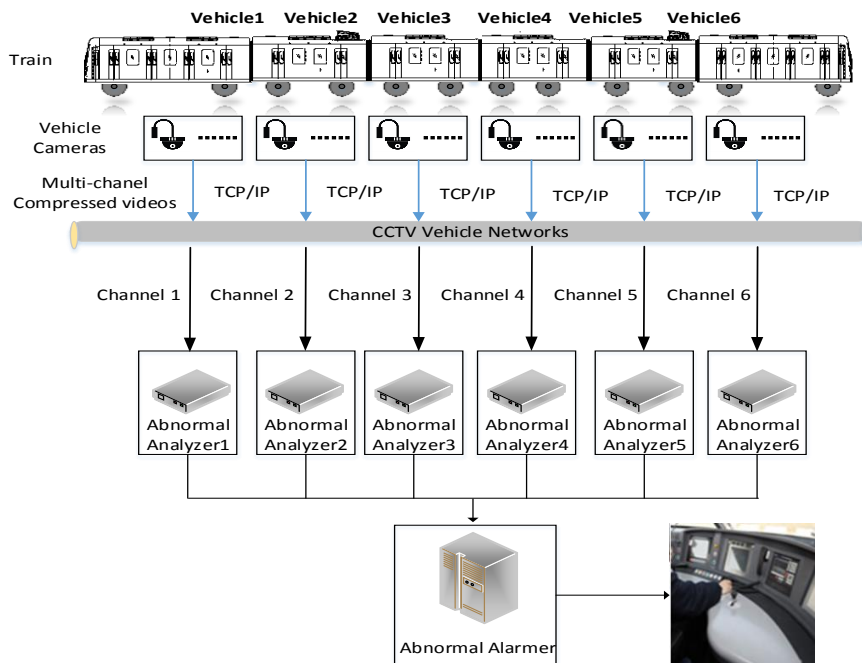 Vehicle1 Vehicle2 Vehicle3 Vehicle4 Vehicle5 Vehicle6
Train
Vehicle
Cameras
Multi-chanel
Compressed videos
TCP/IP TCP/IP TCP/IP TCP/IP TCP/IP TCP/IP
CCTV Vehicle Networks
Channel 1 Channel 2 Channel 3 Channel 4 Channel 5 Channel 6
Abnormal Abnormal Abnormal Abnormal Abnormal Abnormal
Analyzer1 Analyzer2 Analyzer3 Analyzer4 Analyzer5 Analyzer6
Abnormal Alarmer